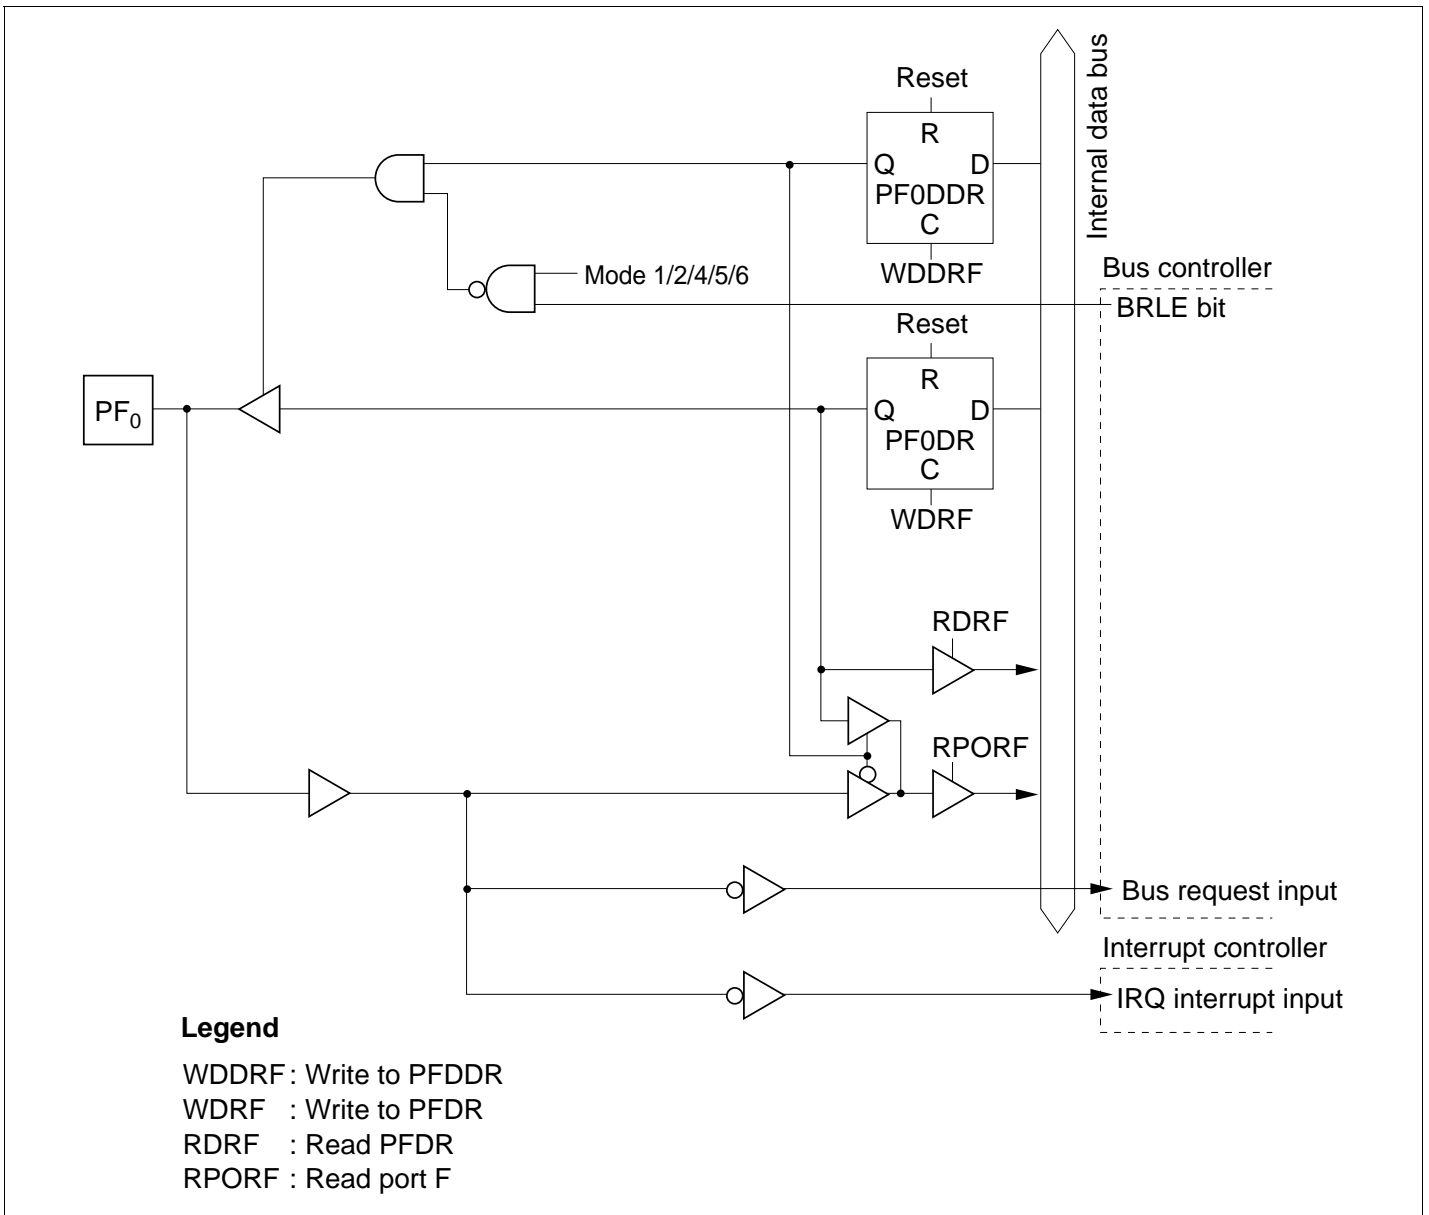 Internal data bus
Reset
R
Q D
PF0DDR
C
WDDRF
Mode 1/2/4/5/6
Bus controller
BRLE bit
Reset
R
PF0
Q D
PF0DR
C
WDRF
RDRF
RPORF
Bus request input
Interrupt controller
IRQ interrupt input
Legend
WDDRF : Write to PFDDR
WDRF : Write to PFDR
RDRF : Read PFDR
RPORF : Read port F